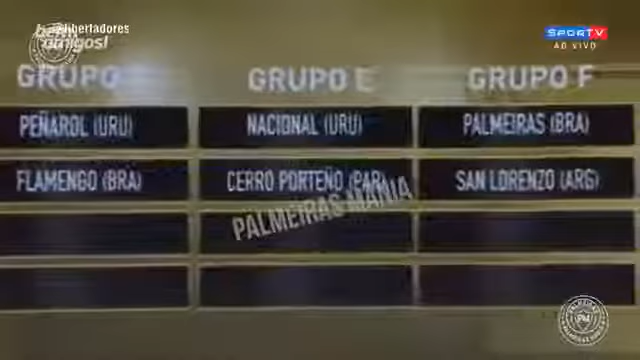 @libertadores
amigos!
SPORTV
AO VIVO
GRUPO
GRUPO E
GRUPO F
PEÑAROL (URU)
NACIONAL (URU)
PALMEIRAS (BRA)
FLAMENGO (BRA)
CERRO PORTEÑO (PAR)
SAN LORENZO (ARG)
PALMEIRAS MANIA
PM